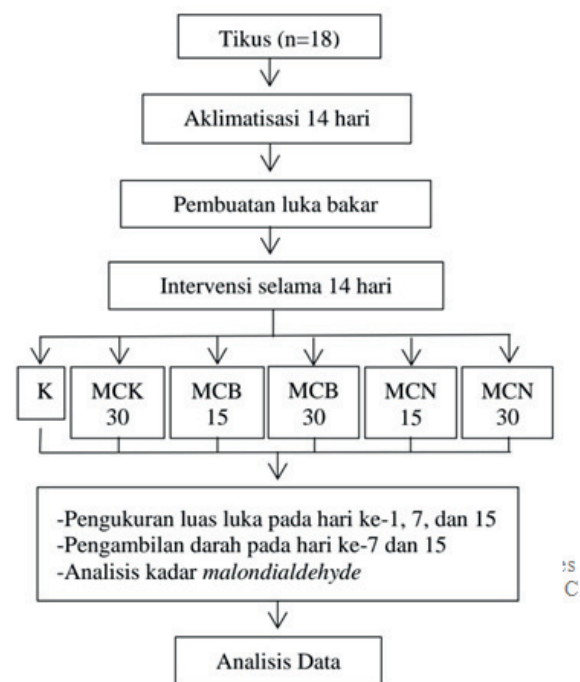 Tikus (n=18)
Aklimatisasi 14 hari
Pembuatan luka bakar
Intervensi selama 14 hari
K MCK MCB MCB MCN MCN
30 15 30 15 30
-Pengukuran luas luka pada hari ke-1, 7, dan 15
-Pengambilan darah pada hari ke-7 dan 15
-Analisis kadar malondialdehyde
Analisis Data